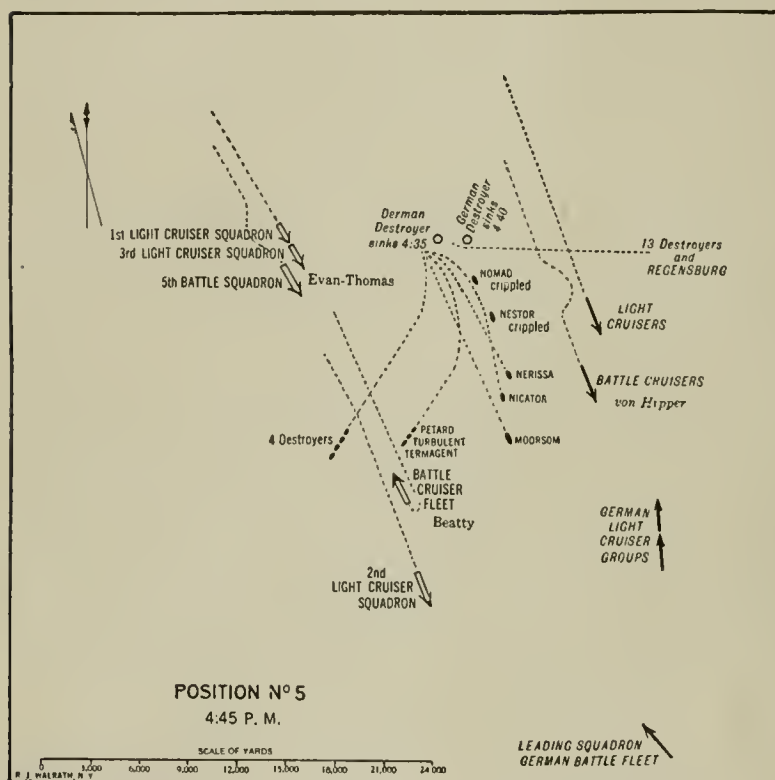 1st LIGHT CRUISER SQUADRON
3rd LIGHT CRUISER SQUADRON
5th BATTLE SQUADRON
Evan-Thomas
Derman
Destroyer
sinks 4:35
German
Destroyer
sinks
4 40
13 Destroyers
and
REGENSBURG
NOMAD
crippled
NESTOR
crippled
LIGHT
CRUISERS
NERISSA
NICATOR
BATTLE CRUISERS
von Hipper
4 Destroyers
PETARD
TURBULENT
TERMAGENT
MOORSOM
BATTLE
CRUISER
FLEET
Beatty
GERMAN
LIGHT
CRUISER
GROUPS
2nd
LIGHT CRUISER
SQUADRON
POSITION Nº 5
4:45 P. M.
SCALE OF YARDS
0 3,000 6,000 9,000 12,000 15,000 18,000 24,000
R. J. WALRATH, N. Y.
LEADING SQUADRON
GERMAN BATTLE FLEET